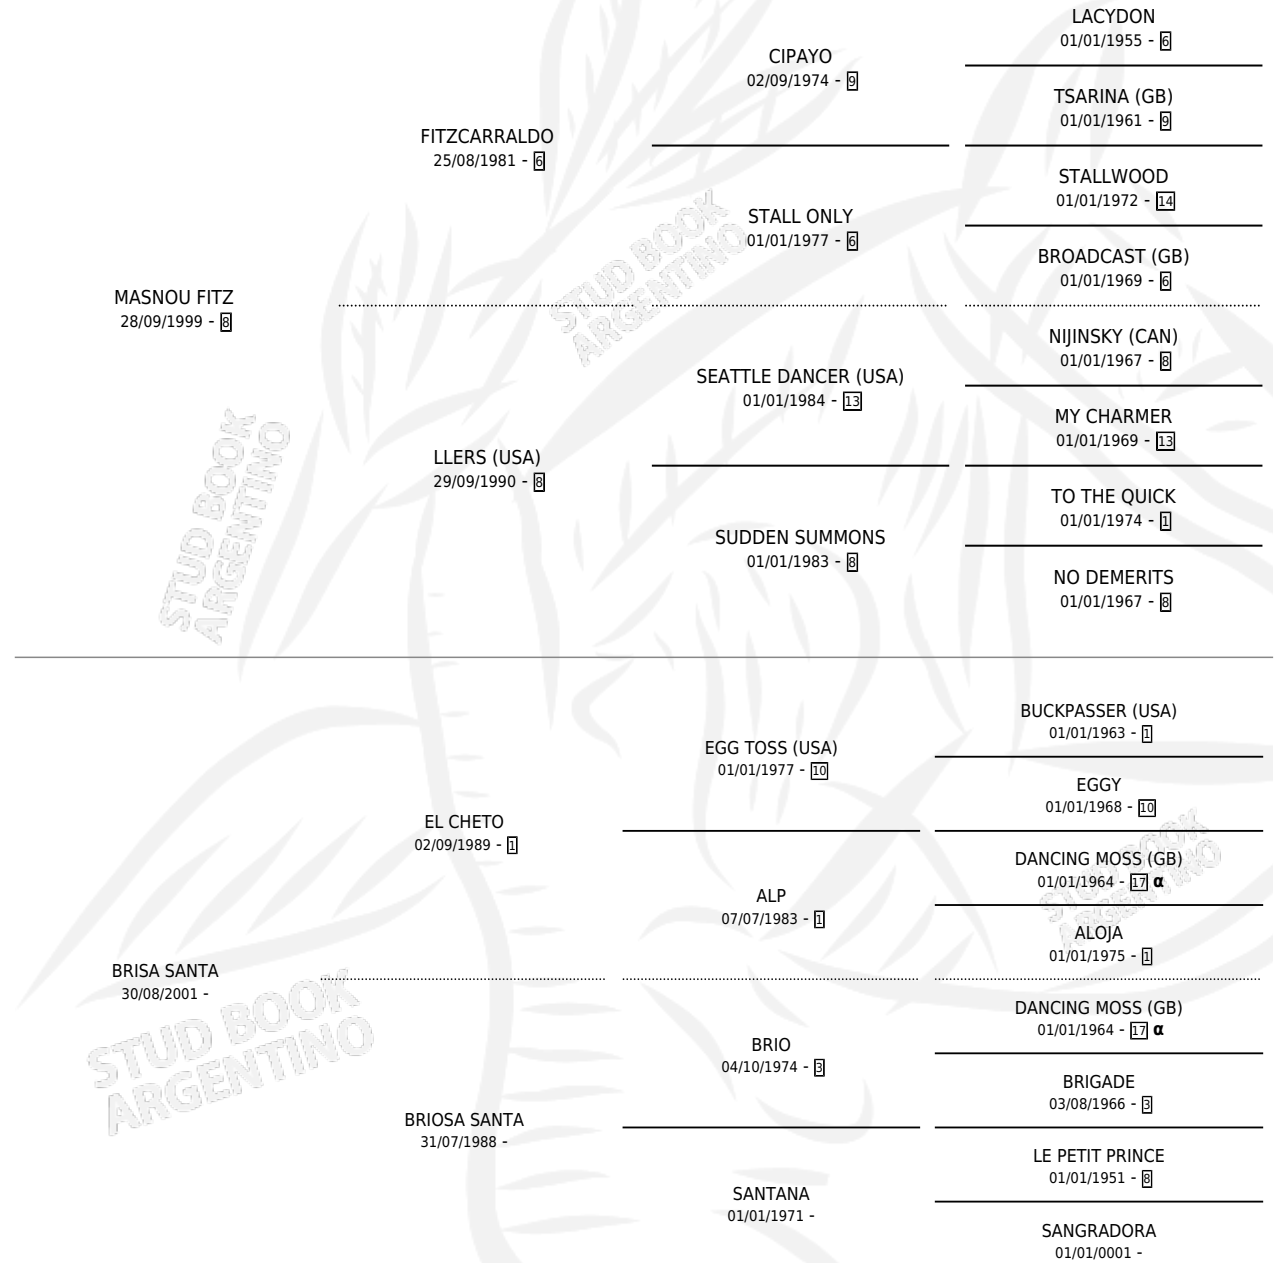 LACYDON
01/01/1955 - 6
CIPAYO
02/09/1974 - 9
TSARINA (GB)
01/01/1961 - 9
FITZCARRALDO
25/08/1981 - 6
STALLWOOD
01/01/1972 - 14
STALL ONLY
01/01/1977 - 6
BROADCAST (GB)
01/01/1969 - 6
MASNOU FITZ
28/09/1999 - 8
NIJINSKY (CAN)
01/01/1967 - 8
SEATTLE DANCER (USA)
01/01/1984 - 13
MY CHARMER
01/01/1969 - 13
LLERS (USA)
29/09/1990 - 8
TO THE QUICK
01/01/1974 - 1
SUDDEN SUMMONS
01/01/1983 - 8
NO DEMERITS
01/01/1967 - 8
STUD BOOK
ARGENTINO
STUD BOOK
ARGENTINO
BUCKPASSER (USA)
01/01/1963 - 1
EGG TOSS (USA)
01/01/1977 - 10
EGGY
01/01/1968 - 10
EL CHETO
02/09/1989 - 1
DANCING MOSS (GB)
01/01/1964 - 17 α
ALP
07/07/1983 - 1
ALOJA
01/01/1975 - 1
BRISA SANTA
30/08/2001 -
DANCING MOSS (GB)
01/01/1964 - 17 α
BRIO
04/10/1974 - 3
BRIGADE
03/08/1966 - 3
BRIOSA SANTA
31/07/1988 -
LE PETIT PRINCE
01/01/1951 - 8
SANTANA
01/01/1971 -
SANGRADORA
01/01/0001 -
STUD BOOK
ARGENTINO
STUD BOOK
ARGENTINO